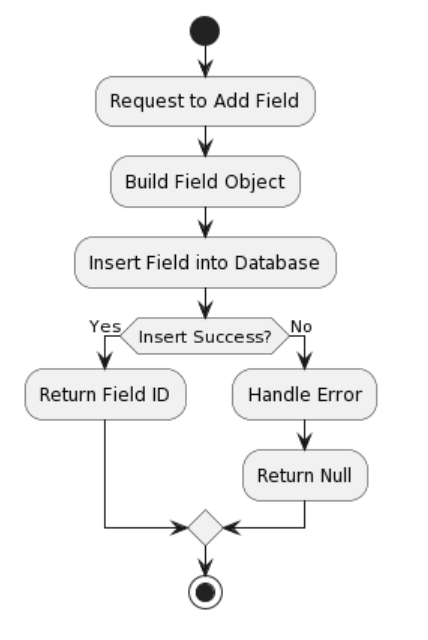 Request to Add Field
Build Field Object
Insert Field into Database
Yes
Insert Success?
No
Return Field ID
Handle Error
Return Null